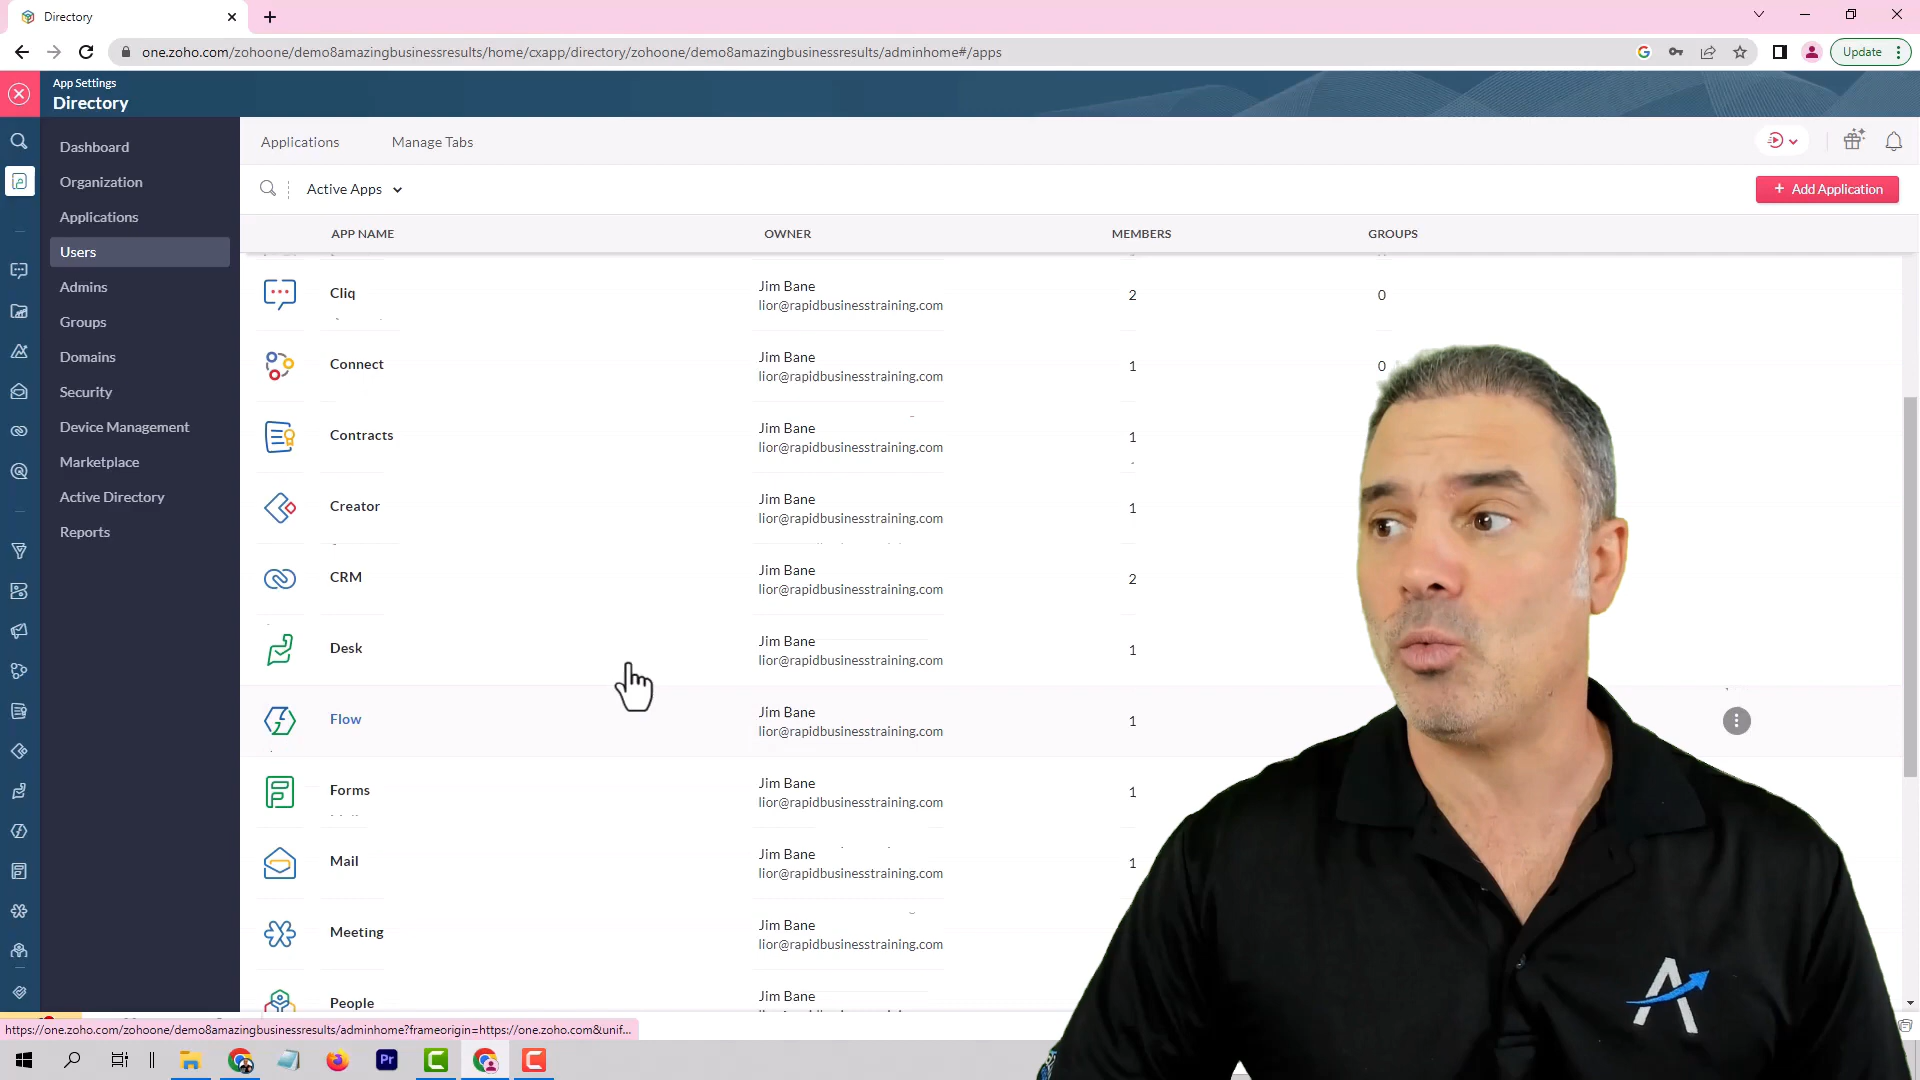 Directory
one.zoho.com/zohoone/demo8amazingbusinessresults/home/cxapp/directory/zohoone/demo8amazingbusinessresults/adminhome#/apps
Update
App Settings
Directory
Dashboard
Organization
Applications
Users
Admins
Groups
Domains
Security
Device Management
Marketplace
Active Directory
Reports
Applications Manage Tabs
Active Apps
+ Add Application
APP NAME OWNER MEMBERS GROUPS
Cliq Jim Bane 2 0
lior@rapidbusinesstraining.com
Connect Jim Bane 1 0
lior@rapidbusinesstraining.com
Contracts Jim Bane 1
lior@rapidbusinesstraining.com
Creator Jim Bane 1
lior@rapidbusinesstraining.com
CRM Jim Bane 2
lior@rapidbusinesstraining.com
Desk Jim Bane 1
lior@rapidbusinesstraining.com
Flow Jim Bane 1
lior@rapidbusinesstraining.com
Forms Jim Bane 1
lior@rapidbusinesstraining.com
Mail Jim Bane 1
lior@rapidbusinesstraining.com
Meeting Jim Bane
lior@rapidbusinesstraining.com
People Jim Bane
https://one.zoho.com/zohoone/demo8amazingbusinessresults/adminhome?frameorigin=https://one.zoho.com&unif...
Pr